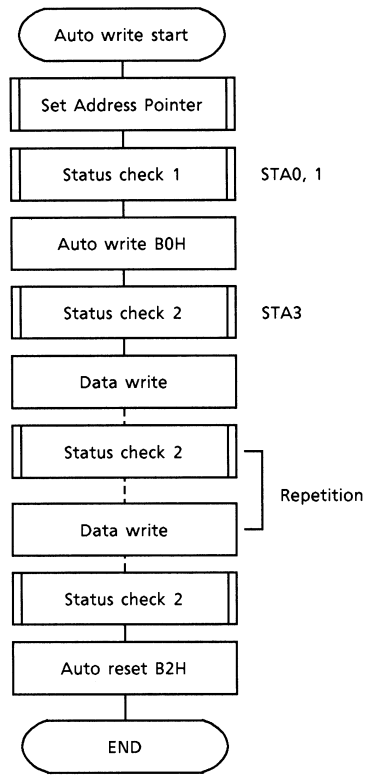 Auto write start
Set Address Pointer
Status check 1
STA0, 1
Auto write B0H
Status check 2
STA3
Data write
Status check 2
Repetition
Data write
Status check 2
Auto reset B2H
END